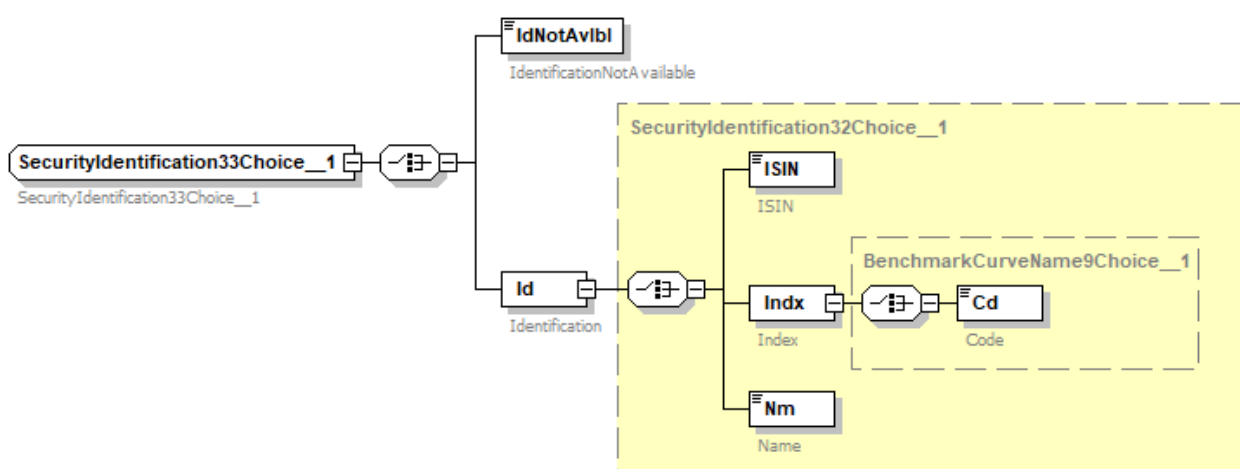 IdNotAvlbl
IdentificationNotAvailable
SecurityIdentification33Choice__1
SecurityIdentification33Choice__1
SecurityIdentification32Choice__1
ISIN
ISIN
BenchmarkCurveName9Choice__1
Id
Identification
Indx
Index
Cd
Code
Nm
Name